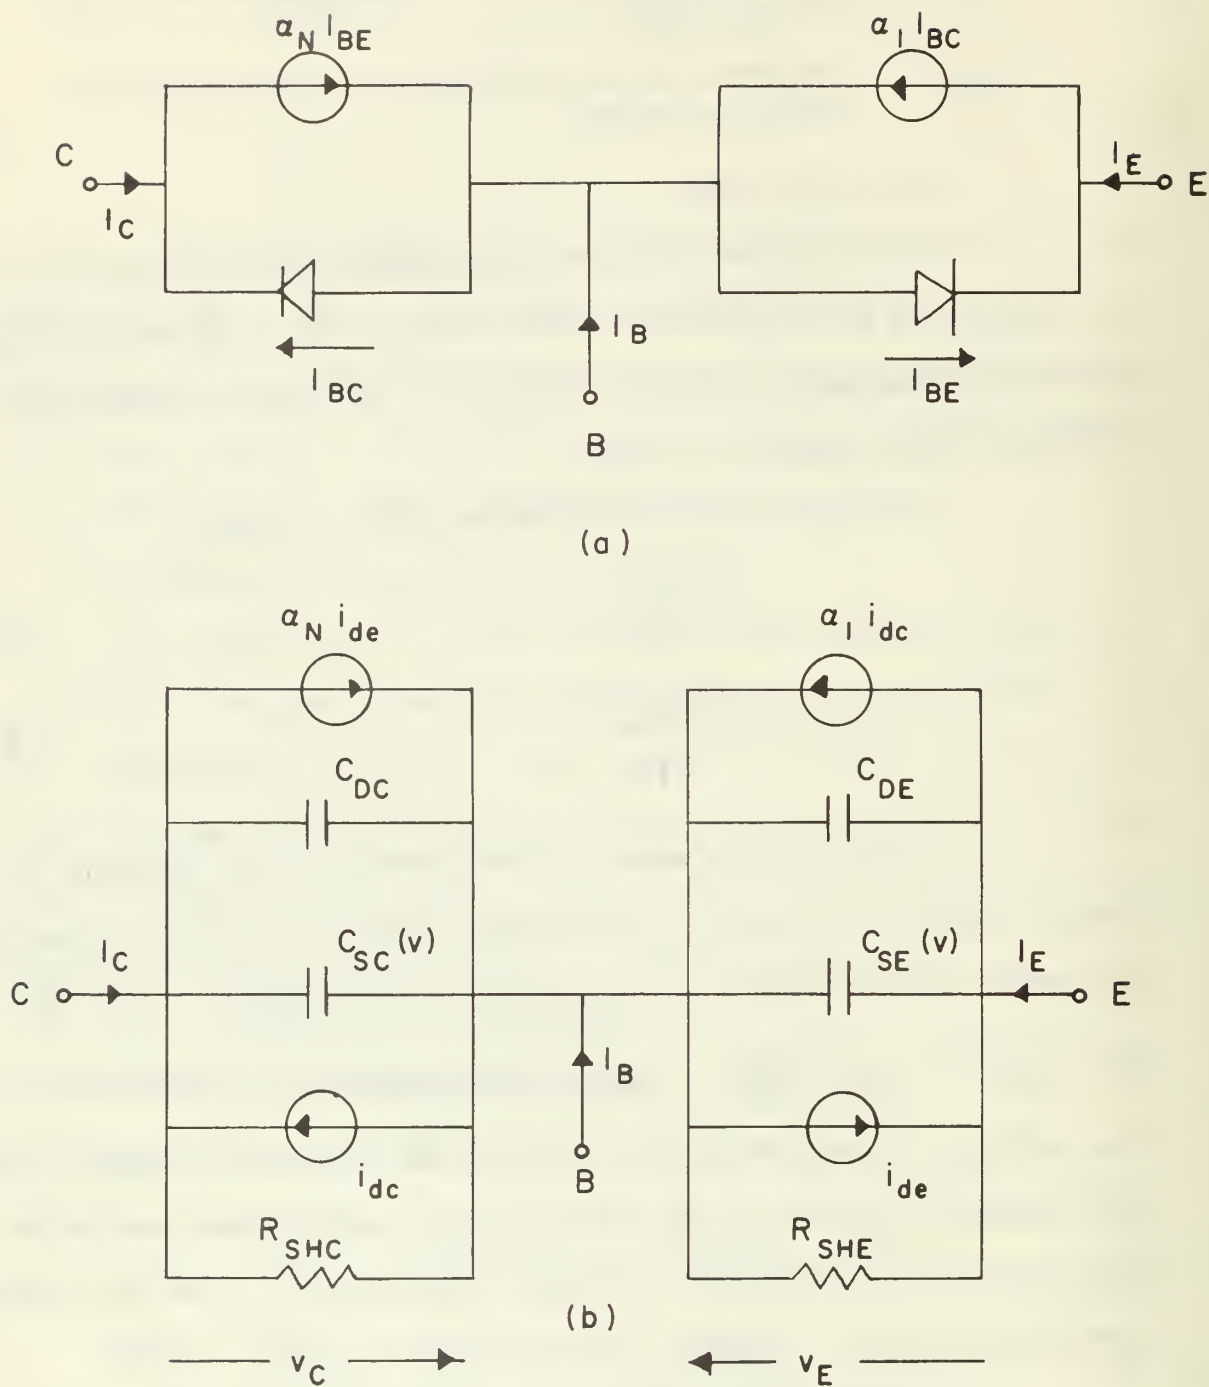 α_N I_BE
α_I I_BC
C
I_C
I_E
E
I_BC
I_B
I_BE
B
(a)
α_N i_de
α_I i_dc
C_DC
C_DE
C_SC (v)
C_SE (v)
C
I_C
I_E
E
I_B
B
i_dc
i_de
R_SHC
R_SHE
(b)
v_C
v_E